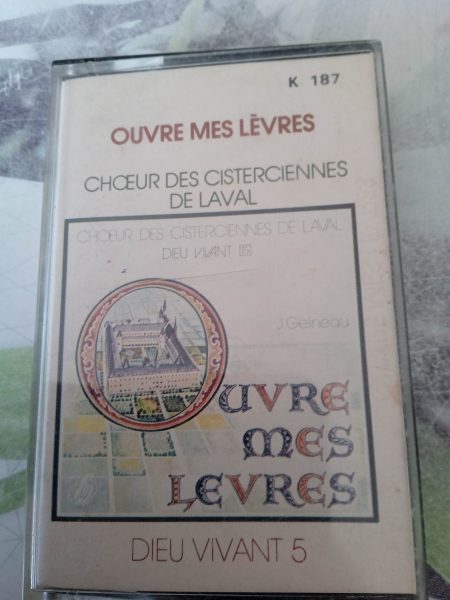 K 187
OUVRE MES LÈVRES
CHŒUR DES CISTERCIENNES
DE LAVAL
CHŒUR DES CISTERCIENNES DE LAVAL
DIEU VIVANT (5)
J. Gelineau
OUVRE
MES
LEVRES
DIEU VIVANT 5